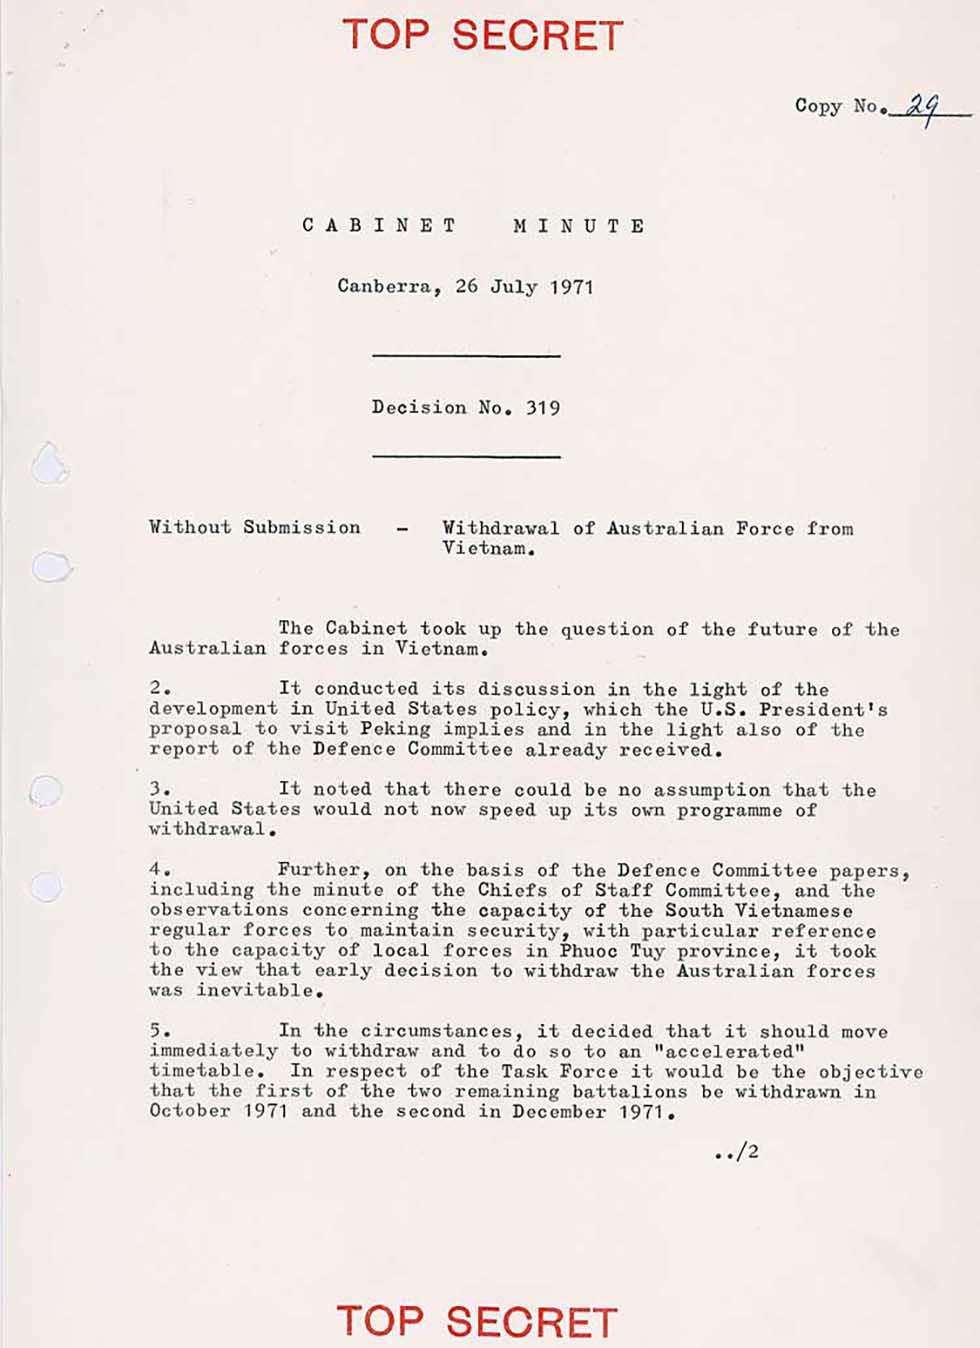 TOP SECRET
Copy No. 29
CABINET MINUTE
Canberra, 26 July 1971
Decision No. 319
Without Submission - Withdrawal of Australian Force from
Vietnam.
The Cabinet took up the question of the future of the
Australian forces in Vietnam.
2. It conducted its discussion in the light of the
development in United States policy, which the U.S. President's
proposal to visit Peking implies and in the light also of the
report of the Defence Committee already received.
3. It noted that there could be no assumption that the
United States would not now speed up its own programme of
withdrawal.
4. Further, on the basis of the Defence Committee papers,
including the minute of the Chiefs of Staff Committee, and the
observations concerning the capacity of the South Vietnamese
regular forces to maintain security, with particular reference
to the capacity of local forces in Phuoc Tuy province, it took
the view that early decision to withdraw the Australian forces
was inevitable.
5. In the circumstances, it decided that it should move
immediately to withdraw and to do so to an "accelerated"
timetable. In respect of the Task Force it would be the objective
that the first of the two remaining battalions be withdrawn in
October 1971 and the second in December 1971.
../2
TOP SECRET